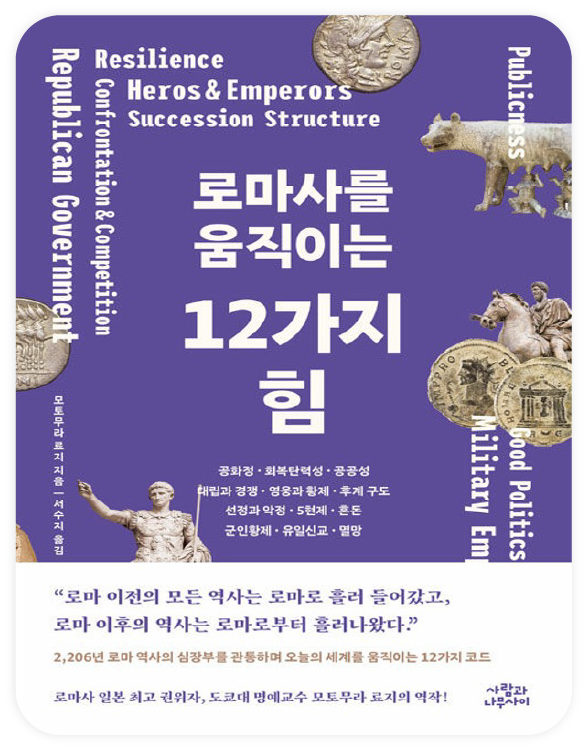 Resilience
Heros & Emperors
Succession Structure
Confrontation & Competition
Republican Government
Publicness
ROMA
로마사를
움직이는
12가지
힘
모토무라 료지 지음 — 서수지 옮김
공화정 · 회복탄력성 · 공공성
대립과 경쟁 · 영웅과 황제 · 후계 구도
선정과 악정 · 5현제 · 혼돈
군인황제 · 유일신교 · 멸망
Good Politics
Military Emp
“로마 이전의 모든 역사는 로마로 흘러 들어갔고,
로마 이후의 역사는 로마로부터 흘러나왔다.”
2,206년 로마 역사의 심장부를 관통하며 오늘의 세계를 움직이는 12가지 코드
로마사 일본 최고 권위자, 도쿄대 명예교수 모토무라 료지의 역작!
사람과
나무사이